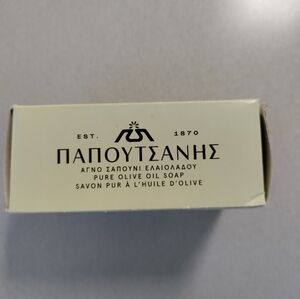 EST. 1870
ΠΑΠΟΥΤΣΑΝΗΣ
ΑΓΝΟ ΣΑΠΟΥΝΙ ΕΛΑΙΟΛΑΔΟΥ
PURE OLIVE OIL SOAP
SAVON PUR À L'HUILE D'OLIVE